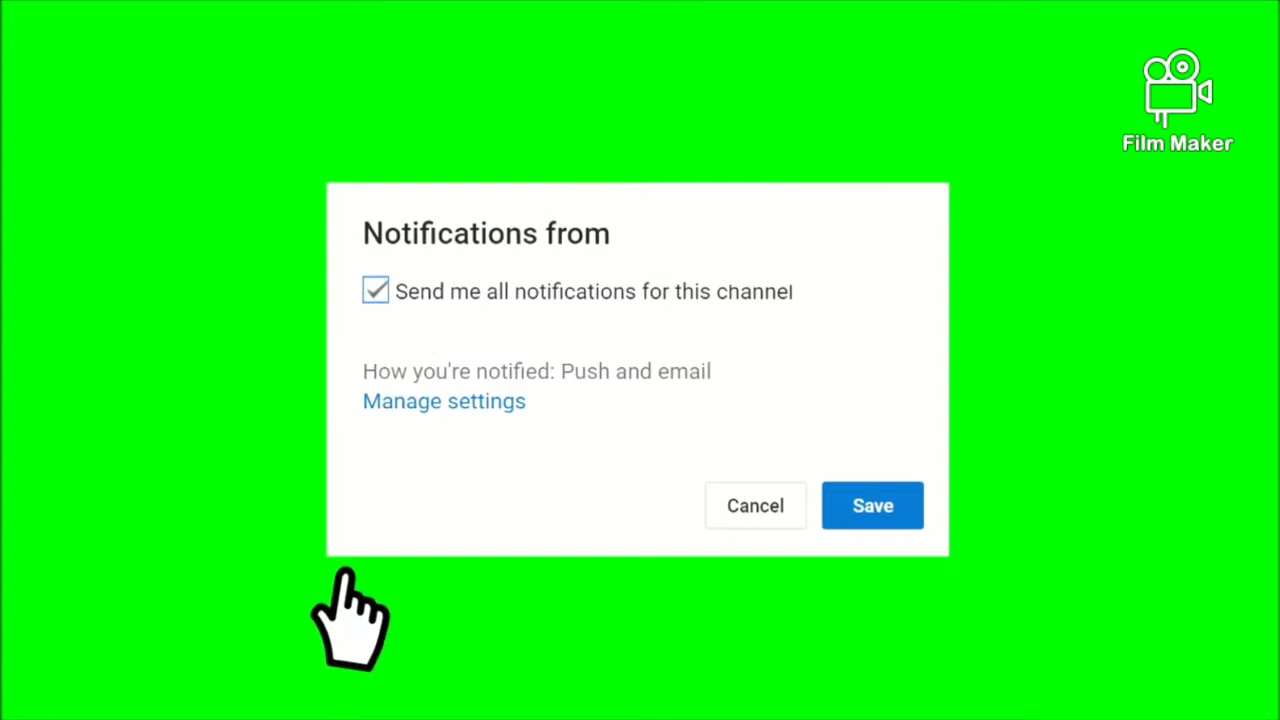 Film Maker
Notifications from
Send me all notifications for this channel
How you're notified: Push and email
Manage settings
Cancel
Save